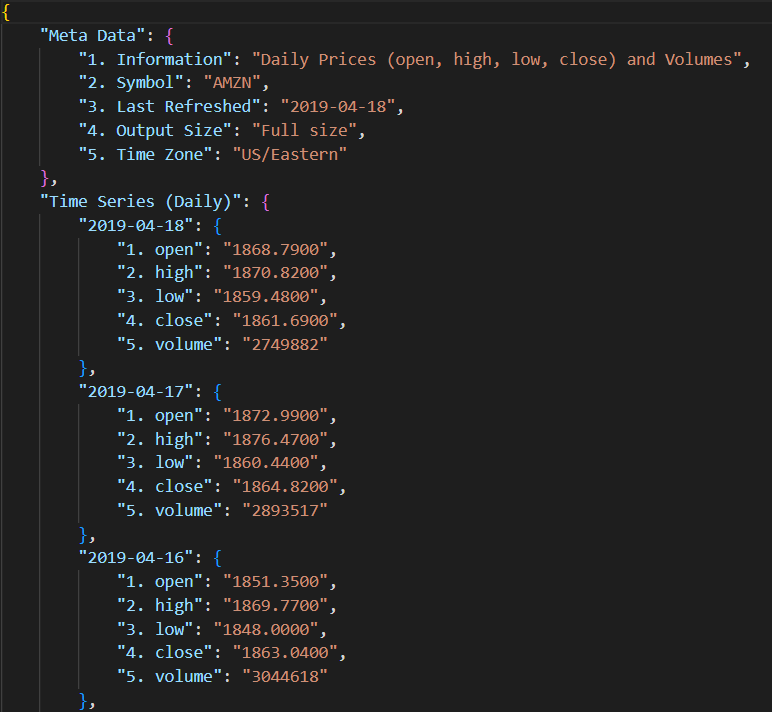 {
    "Meta Data": {
        "1. Information": "Daily Prices (open, high, low, close) and Volumes",
        "2. Symbol": "AMZN",
        "3. Last Refreshed": "2019-04-18",
        "4. Output Size": "Full size",
        "5. Time Zone": "US/Eastern"
    },
    "Time Series (Daily)": {
        "2019-04-18": {
            "1. open": "1868.7900",
            "2. high": "1870.8200",
            "3. low": "1859.4800",
            "4. close": "1861.6900",
            "5. volume": "2749882"
        },
        "2019-04-17": {
            "1. open": "1872.9900",
            "2. high": "1876.4700",
            "3. low": "1860.4400",
            "4. close": "1864.8200",
            "5. volume": "2893517"
        },
        "2019-04-16": {
            "1. open": "1851.3500",
            "2. high": "1869.7700",
            "3. low": "1848.0000",
            "4. close": "1863.0400",
            "5. volume": "3044618"
        },